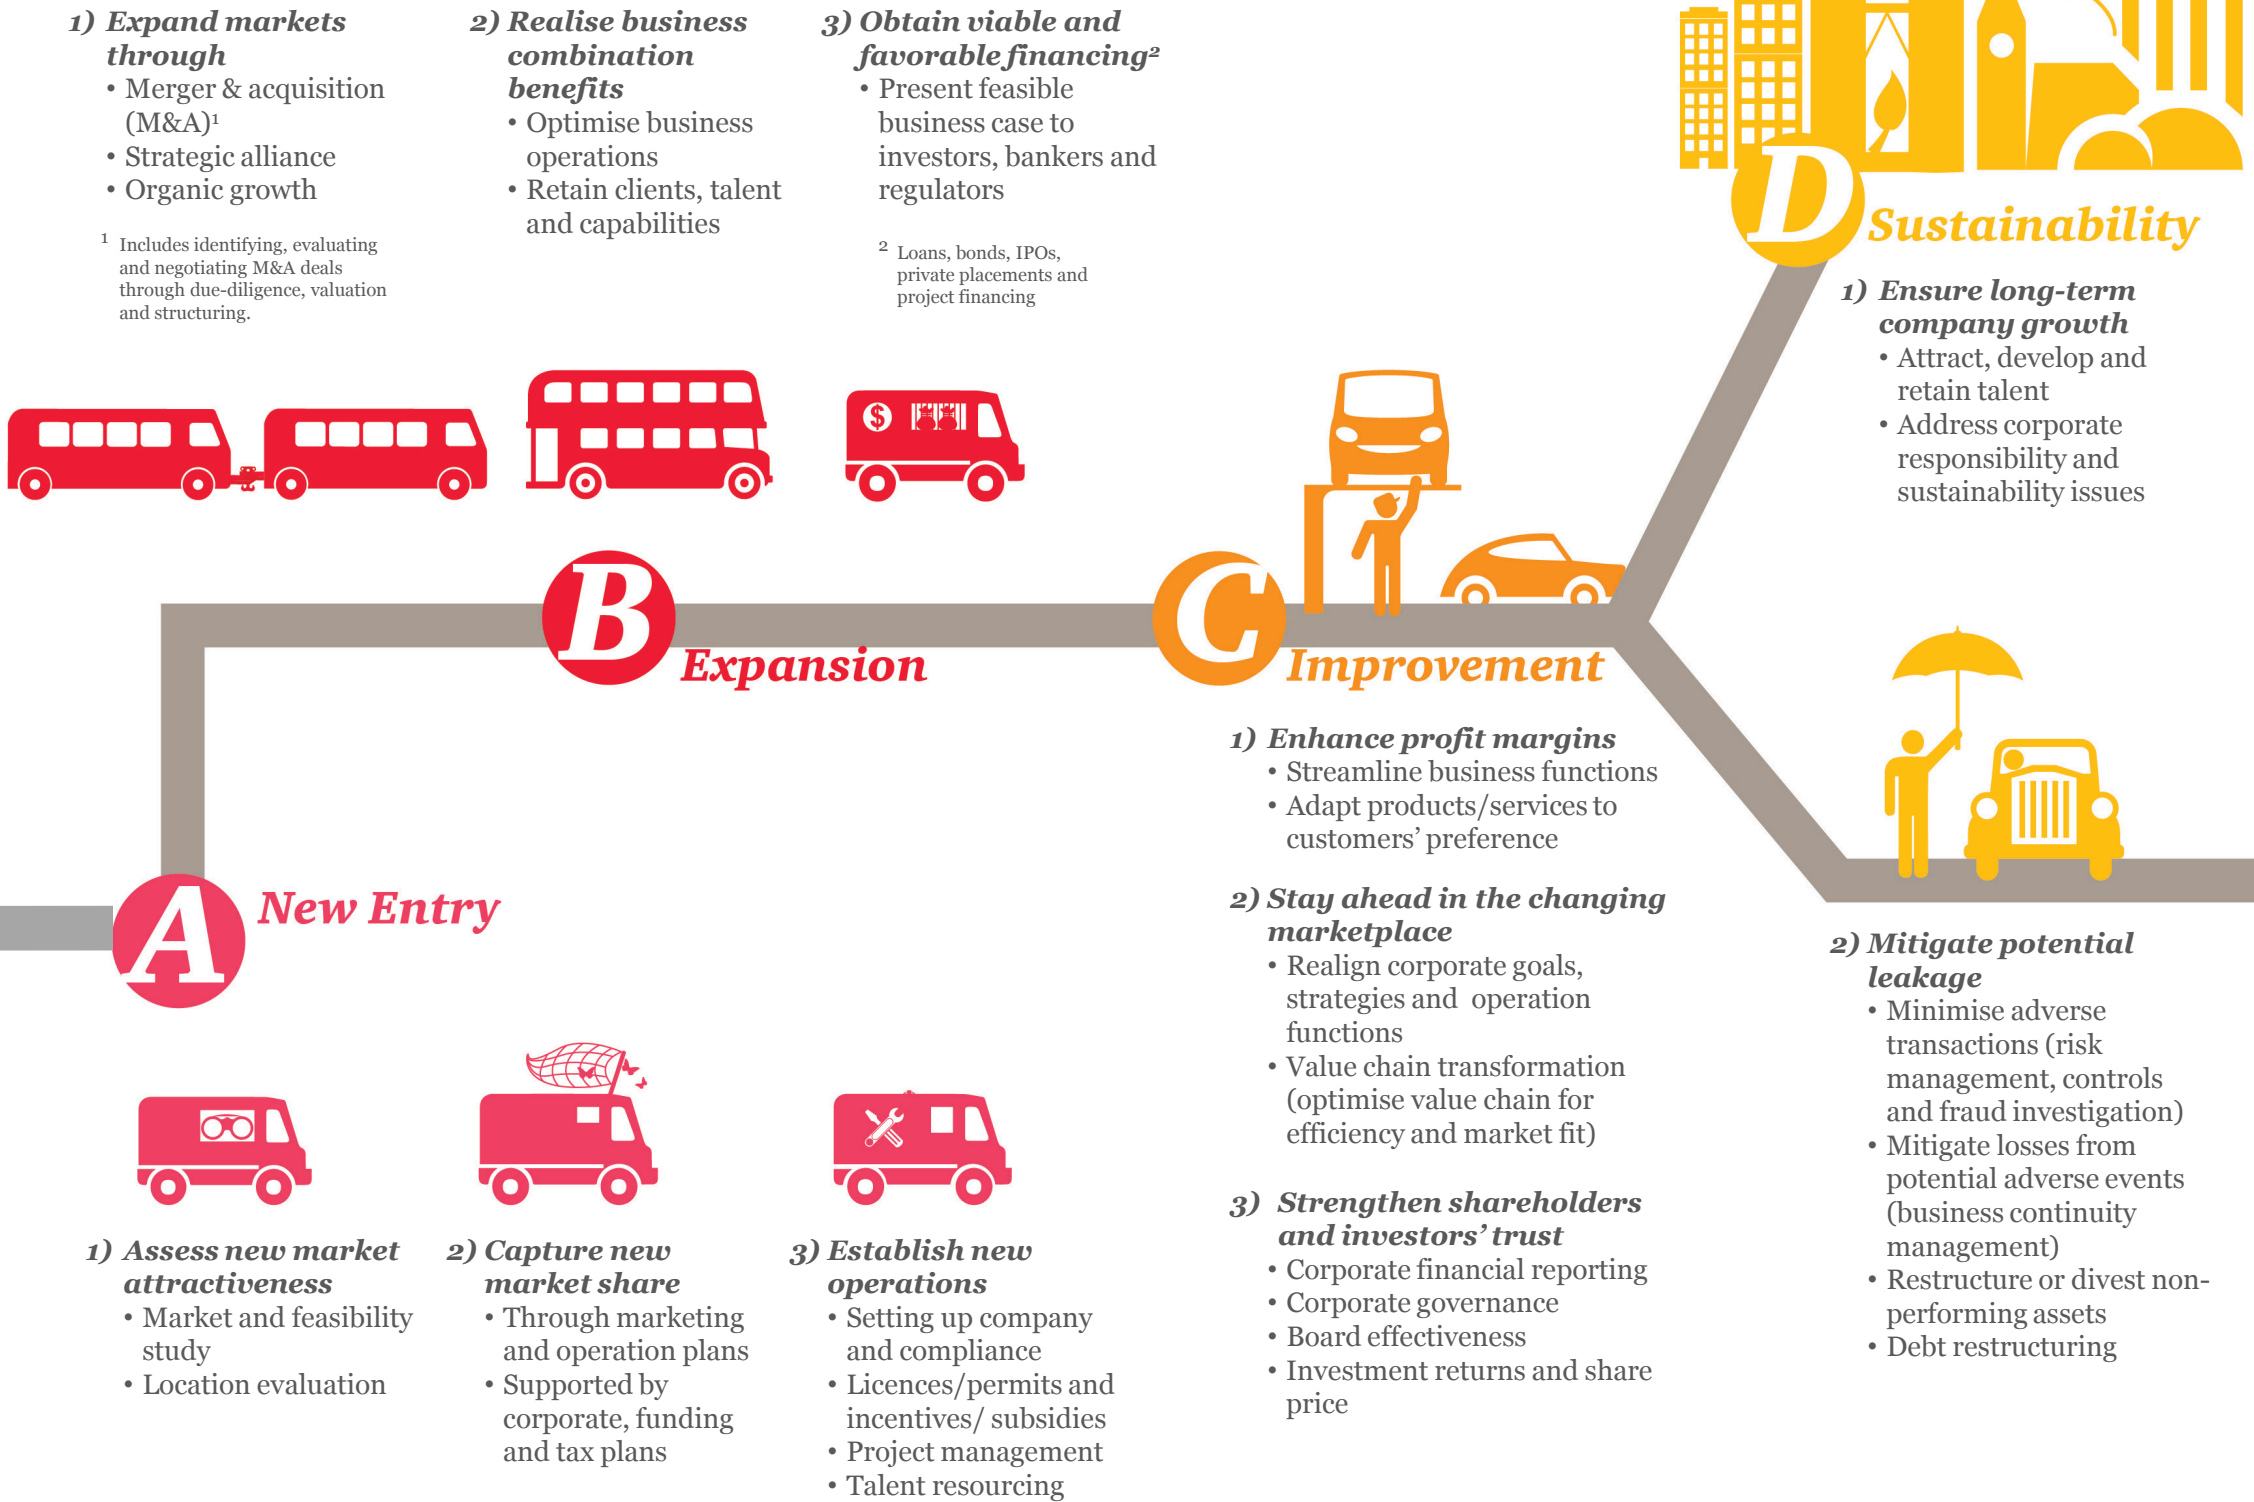 1) Expand markets
through
• Merger & acquisition
(M&A)¹
• Strategic alliance
• Organic growth
¹ Includes identifying, evaluating
and negotiating M&A deals
through due-diligence, valuation
and structuring.
2) Realise business
combination
benefits
• Optimise business
operations
• Retain clients, talent
and capabilities
3) Obtain viable and
favorable financing²
• Present feasible
business case to
investors, bankers and
regulators
² Loans, bonds, IPOs,
private placements and
project financing
$
A
New Entry
1) Assess new market
attractiveness
• Market and feasibility
study
• Location evaluation
2) Capture new
market share
• Through marketing
and operation plans
• Supported by
corporate, funding
and tax plans
3) Establish new
operations
• Setting up company
and compliance
• Licences/permits and
incentives/ subsidies
• Project management
• Talent resourcing
B
Expansion
C
Improvement
1) Enhance profit margins
• Streamline business functions
• Adapt products/services to
customers’ preference
2) Stay ahead in the changing
marketplace
• Realign corporate goals,
strategies and operation
functions
• Value chain transformation
(optimise value chain for
efficiency and market fit)
3) Strengthen shareholders
and investors’ trust
• Corporate financial reporting
• Corporate governance
• Board effectiveness
• Investment returns and share
price
D
Sustainability
1) Ensure long-term
company growth
• Attract, develop and
retain talent
• Address corporate
responsibility and
sustainability issues
2) Mitigate potential
leakage
• Minimise adverse
transactions (risk
management, controls
and fraud investigation)
• Mitigate losses from
potential adverse events
(business continuity
management)
• Restructure or divest non-
performing assets
• Debt restructuring